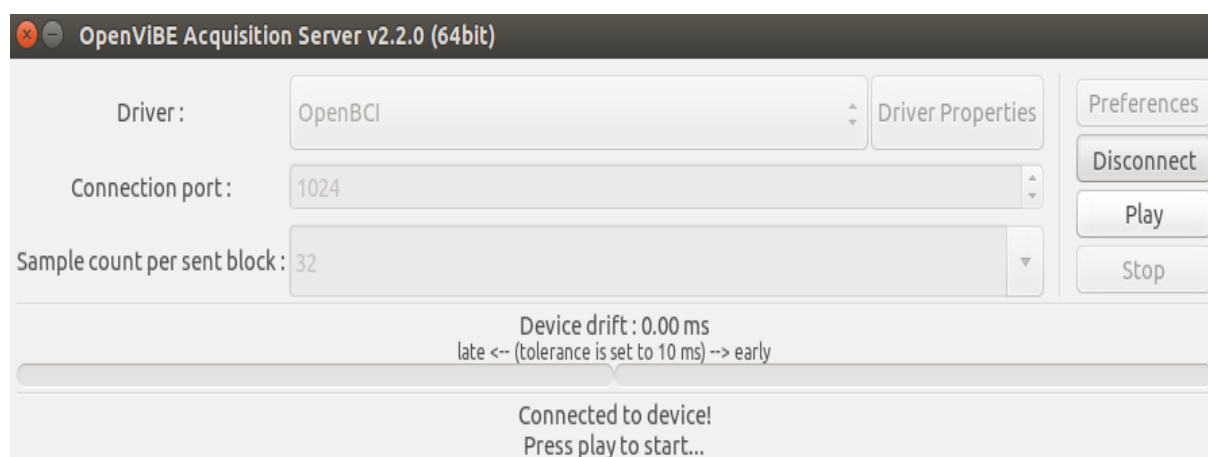 OpenViBE Acquisition Server v2.2.0 (64bit)
Driver : OpenBCI Driver Properties
Connection port : 1024
Sample count per sent block : 32
Preferences
Disconnect
Play
Stop
Device drift : 0.00 ms
late <-- (tolerance is set to 10 ms) --> early
Connected to device!
Press play to start...